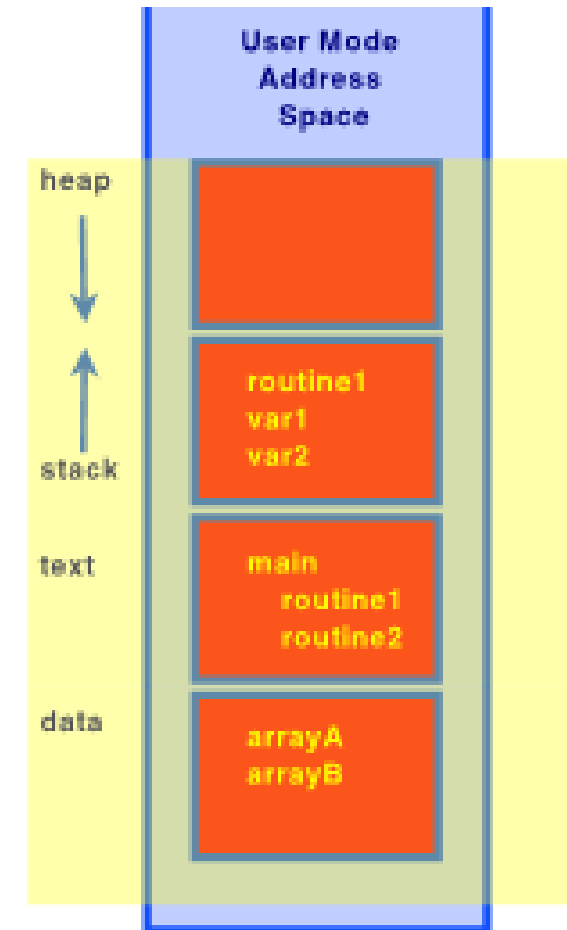 User Mode
Address
Space
heap
stack
routine1
var1
var2
text
main
routine1
routine2
data
arrayA
arrayB